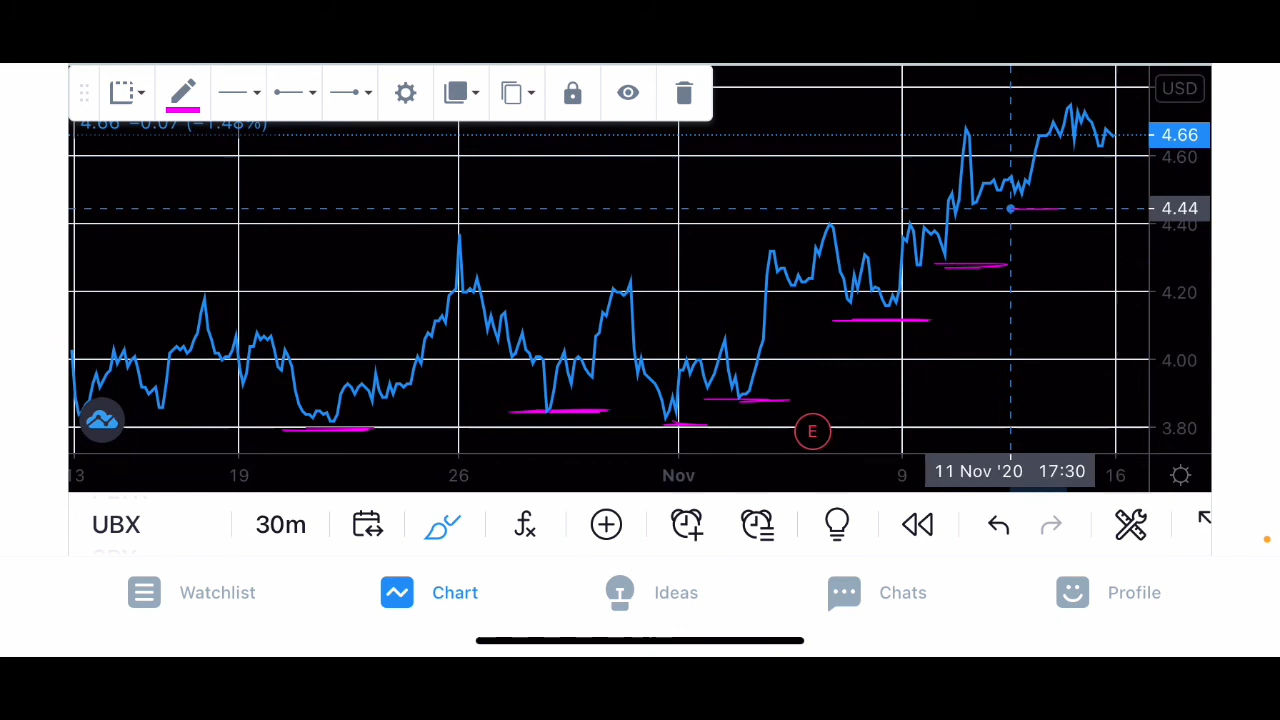 USD
4.66 −0.07 (−1.48%)
4.66
4.60
4.44
4.40
4.20
4.00
E
3.80
13 19 26 Nov 9 11 Nov '20 17:30 16
UBX 30m
Watchlist Chart Ideas Chats Profile